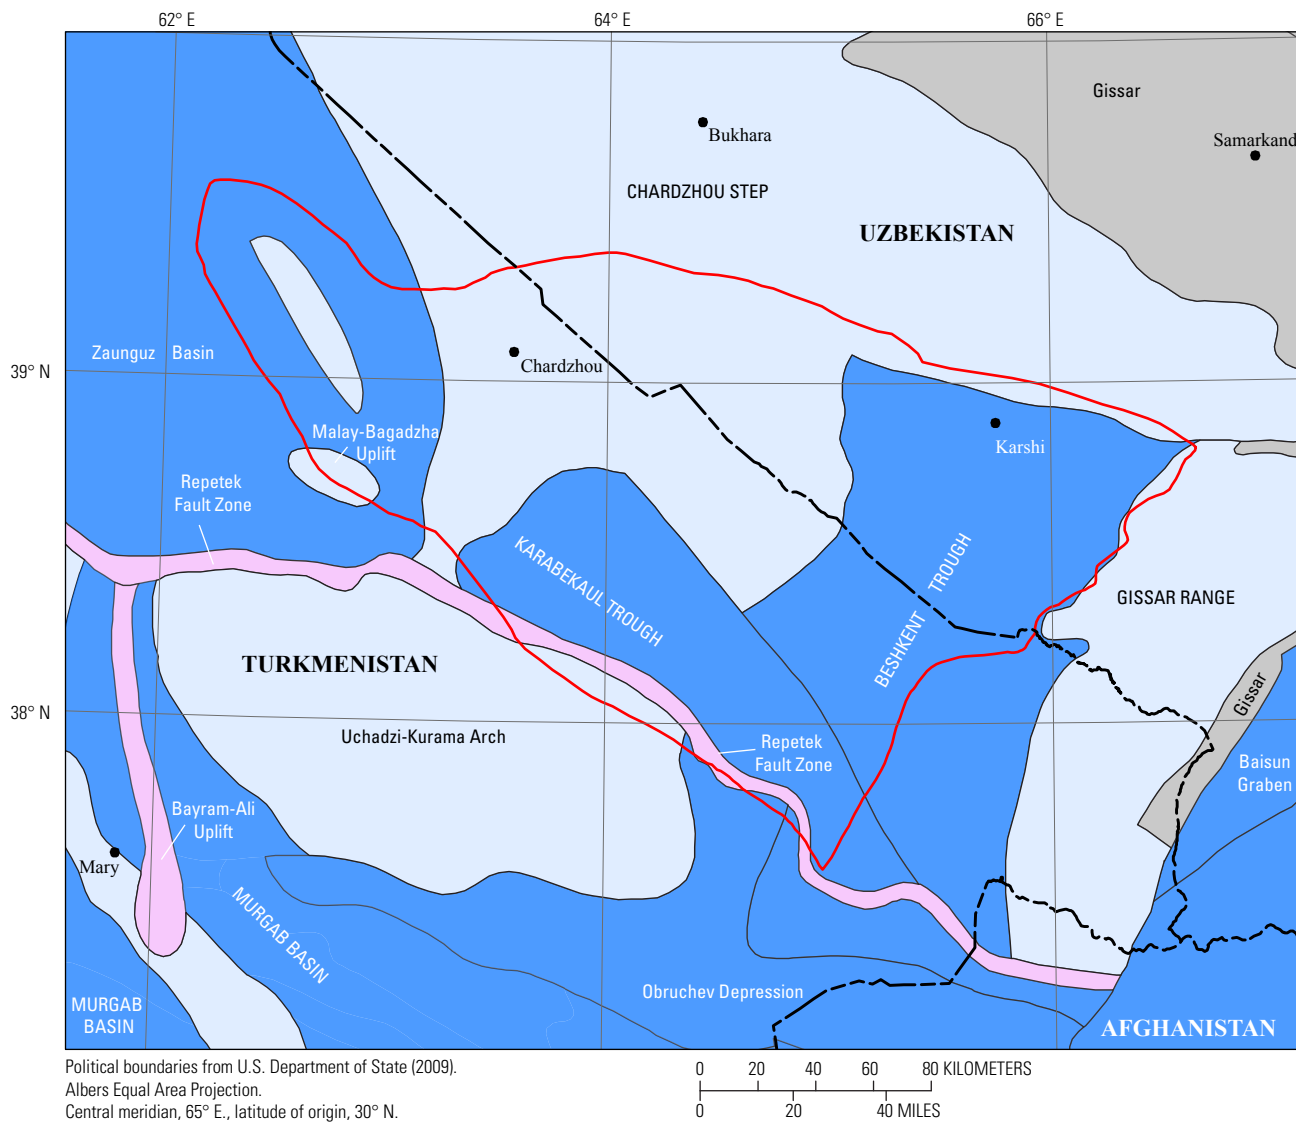 62° E
64° E
66° E
Gissar
Samarkand
Bukhara
CHARDZHOU STEP
UZBEKISTAN
Zaunguz Basin
39° N
Chardzhou
Malay-Bagadzha
Uplift
Karshi
Repetek
Fault Zone
KARABEKAUL TROUGH
BESHKENT TROUGH
GISSAR RANGE
TURKMENISTAN
38° N
Gissar
Uchadzi-Kurama Arch
Repetek
Fault Zone
Baisun
Graben
Bayram-Ali
Uplift
Mary
MURGAB BASIN
Obruchev Depression
MURGAB
BASIN
AFGHANISTAN
Political boundaries from U.S. Department of State (2009).
Albers Equal Area Projection.
Central meridian, 65° E., latitude of origin, 30° N.
0 20 40 60 80 KILOMETERS
0 20 40 MILES